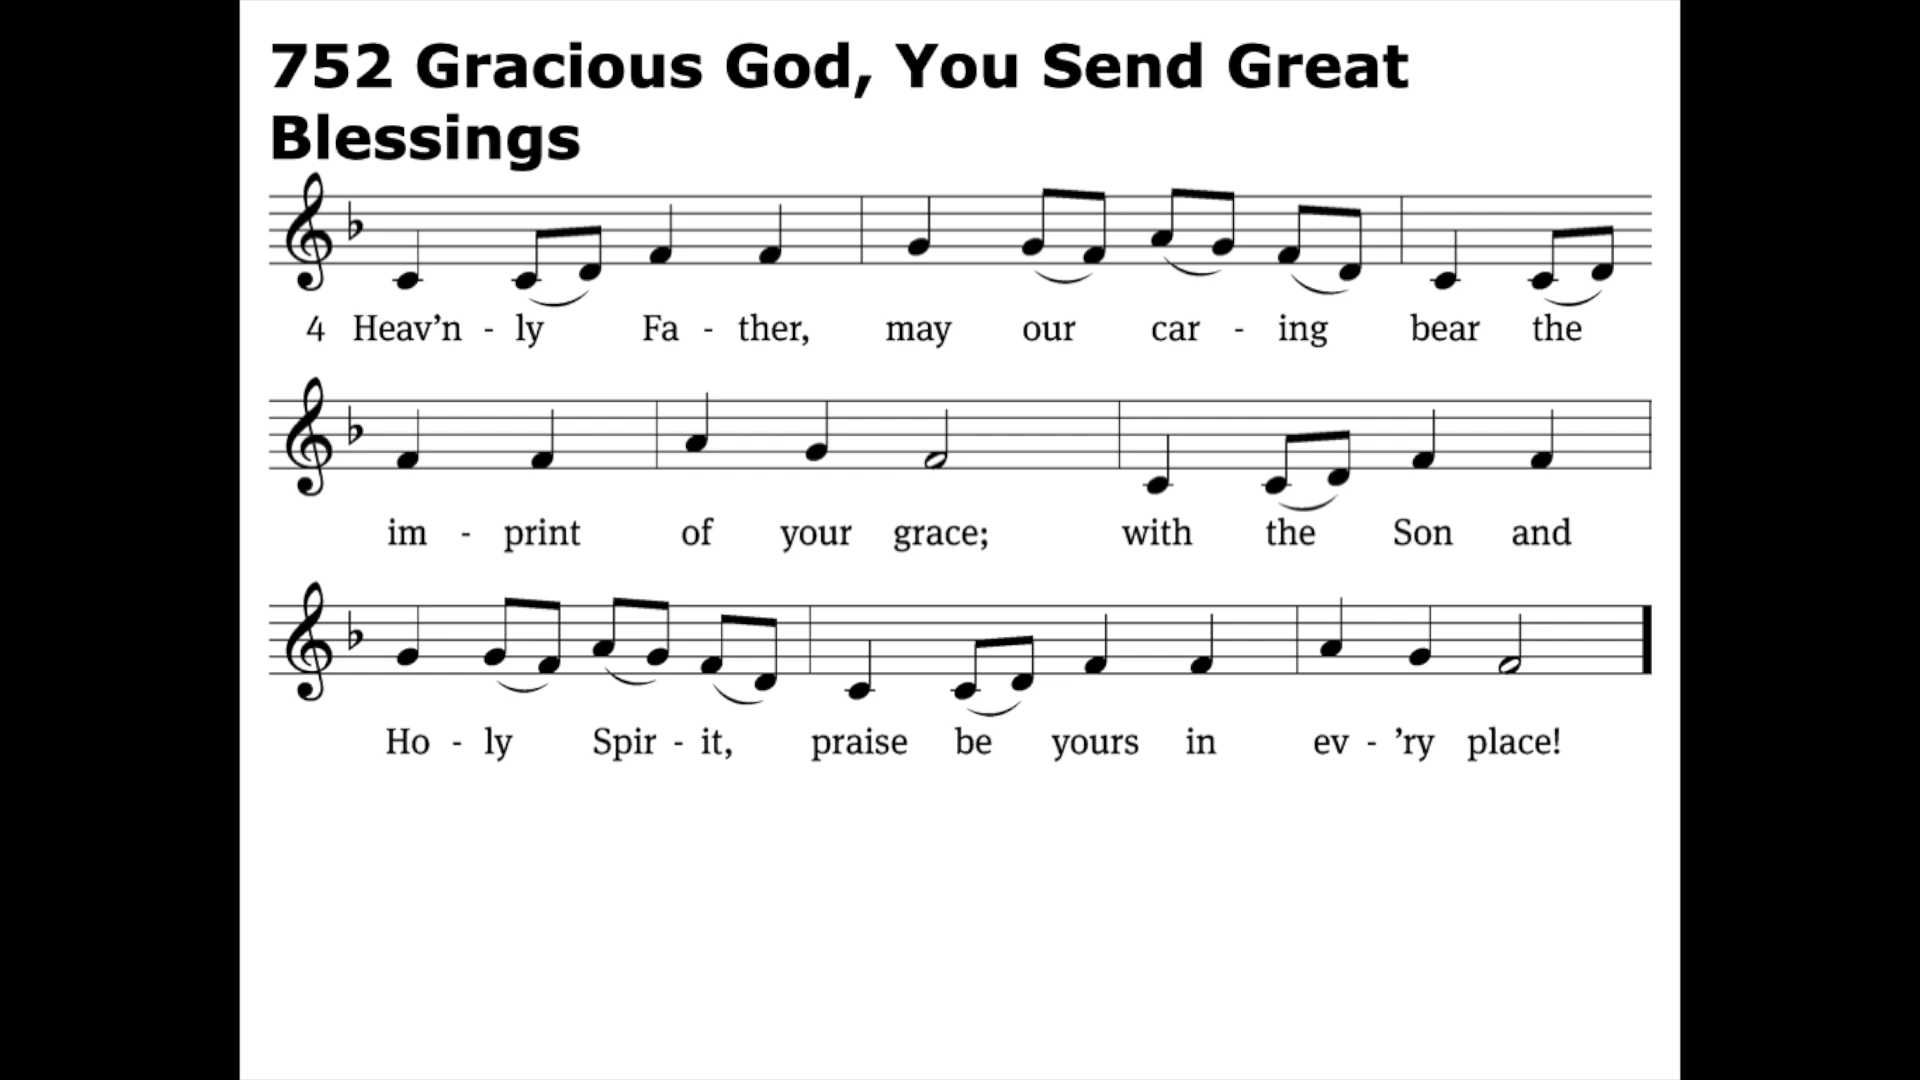 752 Gracious God, You Send Great
Blessings
4 Heav’n - ly Fa - ther, may our car - ing bear the
im - print of your grace; with the Son and
Ho - ly Spir - it, praise be yours in ev - ’ry place!